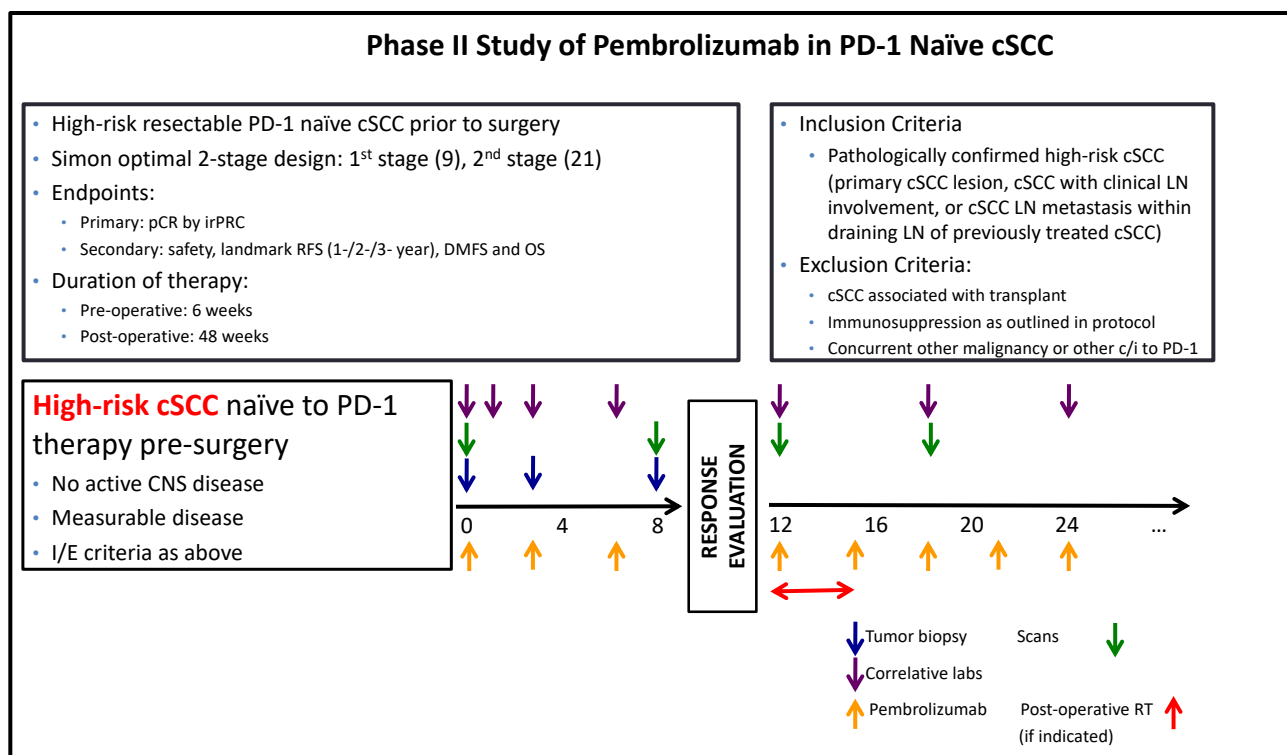 Phase II Study of Pembrolizumab in PD-1 Naïve cSCC
• High-risk resectable PD-1 naïve cSCC prior to surgery
• Simon optimal 2-stage design: 1st stage (9), 2nd stage (21)
• Endpoints:
• Primary: pCR by irPRC
• Secondary: safety, landmark RFS (1-/2-/3- year), DMFS and OS
• Duration of therapy:
• Pre-operative: 6 weeks
• Post-operative: 48 weeks
• Inclusion Criteria
• Pathologically confirmed high-risk cSCC
(primary cSCC lesion, cSCC with clinical LN
involvement, or cSCC LN metastasis within
draining LN of previously treated cSCC)
• Exclusion Criteria:
• cSCC associated with transplant
• Immunosuppression as outlined in protocol
• Concurrent other malignancy or other c/i to PD-1
High-risk cSCC naïve to PD-1
therapy pre-surgery
• No active CNS disease
• Measurable disease
• I/E criteria as above
0 4 8
RESPONSE
EVALUATION
12 16 20 24 ...
Tumor biopsy Scans
Correlative labs
Pembrolizumab Post-operative RT
(if indicated)